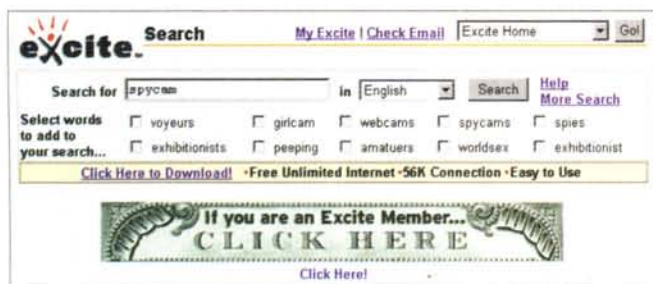 excite. Search My Excite | Check Email Excite Home Go!
Search for spycam in English Search Help
More Search
Select words to add to your search...
voyeurs girlcam webcams spycams spies
exhibitionists peeping amatuers worldsex exhibitionist
Click Here to Download! •Free Unlimited Internet •56K Connection •Easy to Use
If you are an Excite Member...
CLICK HERE
Click Here!